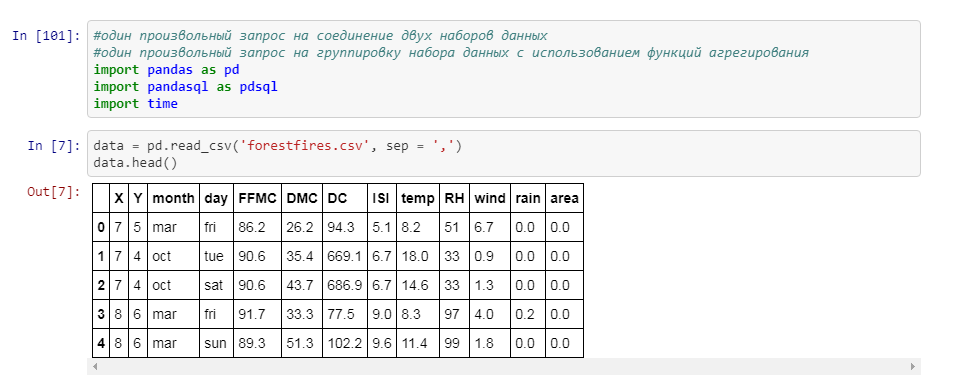 In [101]: #один произвольный запрос на соединение двух наборов данных
#один произвольный запрос на группировку набора данных с использованием функций агрегирования
import pandas as pd
import pandasql as pdsql
import time
In [7]: data = pd.read_csv('forestfires.csv', sep = ',')
data.head()
Out[7]:
X Y month day FFMC DMC DC ISI temp RH wind rain area
0 7 5 mar fri 86.2 26.2 94.3 5.1 8.2 51 6.7 0.0 0.0
1 7 4 oct tue 90.6 35.4 669.1 6.7 18.0 33 0.9 0.0 0.0
2 7 4 oct sat 90.6 43.7 686.9 6.7 14.6 33 1.3 0.0 0.0
3 8 6 mar fri 91.7 33.3 77.5 9.0 8.3 97 4.0 0.2 0.0
4 8 6 mar sun 89.3 51.3 102.2 9.6 11.4 99 1.8 0.0 0.0